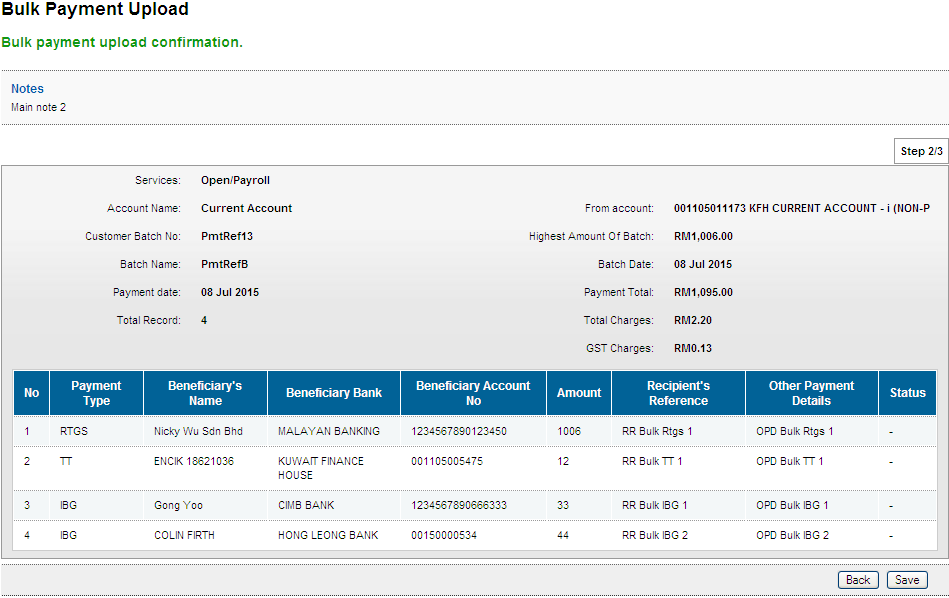 Bulk Payment Upload
Bulk payment upload confirmation.
Notes
Main note 2
Step 2/3
Services: Open/Payroll
Account Name: Current Account From account: 001105011173 KFH CURRENT ACCOUNT - i (NON-P
Customer Batch No: PmtRef13 Highest Amount Of Batch: RM1,006.00
Batch Name: PmtRefB Batch Date: 08 Jul 2015
Payment date: 08 Jul 2015 Payment Total: RM1,095.00
Total Record: 4 Total Charges: RM2.20
GST Charges: RM0.13
No Payment Type Beneficiary's Name Beneficiary Bank Beneficiary Account No Amount Recipient's Reference Other Payment Details Status
1 RTGS Nicky Wu Sdn Bhd MALAYAN BANKING 1234567890123450 1006 RR Bulk Rtgs 1 OPD Bulk Rtgs 1 -
2 TT ENCIK 18621036 KUWAIT FINANCE HOUSE 001105005475 12 RR Bulk TT 1 OPD Bulk TT 1 -
3 IBG Gong Yoo CIMB BANK 1234567890666333 33 RR Bulk IBG 1 OPD Bulk IBG 1 -
4 IBG COLIN FIRTH HONG LEONG BANK 00150000534 44 RR Bulk IBG 2 OPD Bulk IBG 2 -
Back Save